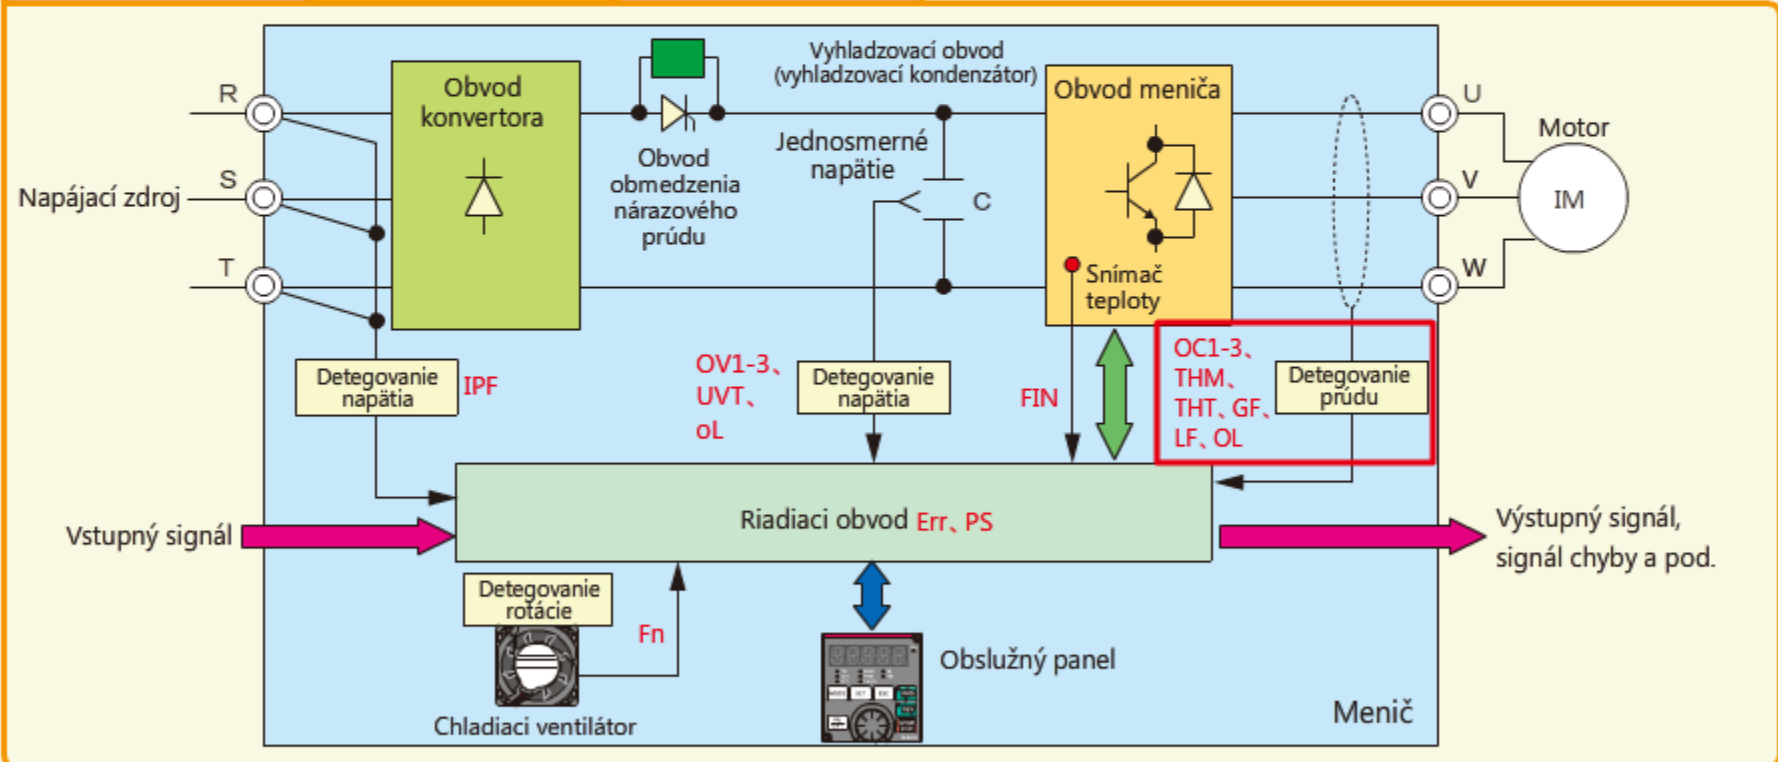 Vyhladzovací obvod
(vyhladzovací kondenzátor)
R
Obvod
konvertora
Obvod meniča
U
Motor
Obvod
obmedzenia
nárazového
prúdu
Jednosmerné
napätie
Napájací zdroj
S
C
V
IM
T
Snímač
teploty
W
Detegovanie
napätia
IPF
OV1-3、
UVT、
oL
Detegovanie
napätia
FIN
OC1-3、
THM、
THT、GF、
LF、OL
Detegovanie
prúdu
Vstupný signál
Riadiaci obvod Err、PS
Výstupný signál,
signál chyby a pod.
Detegovanie
rotácie
Fn
Chladiaci ventilátor
Obslužný panel
Menič